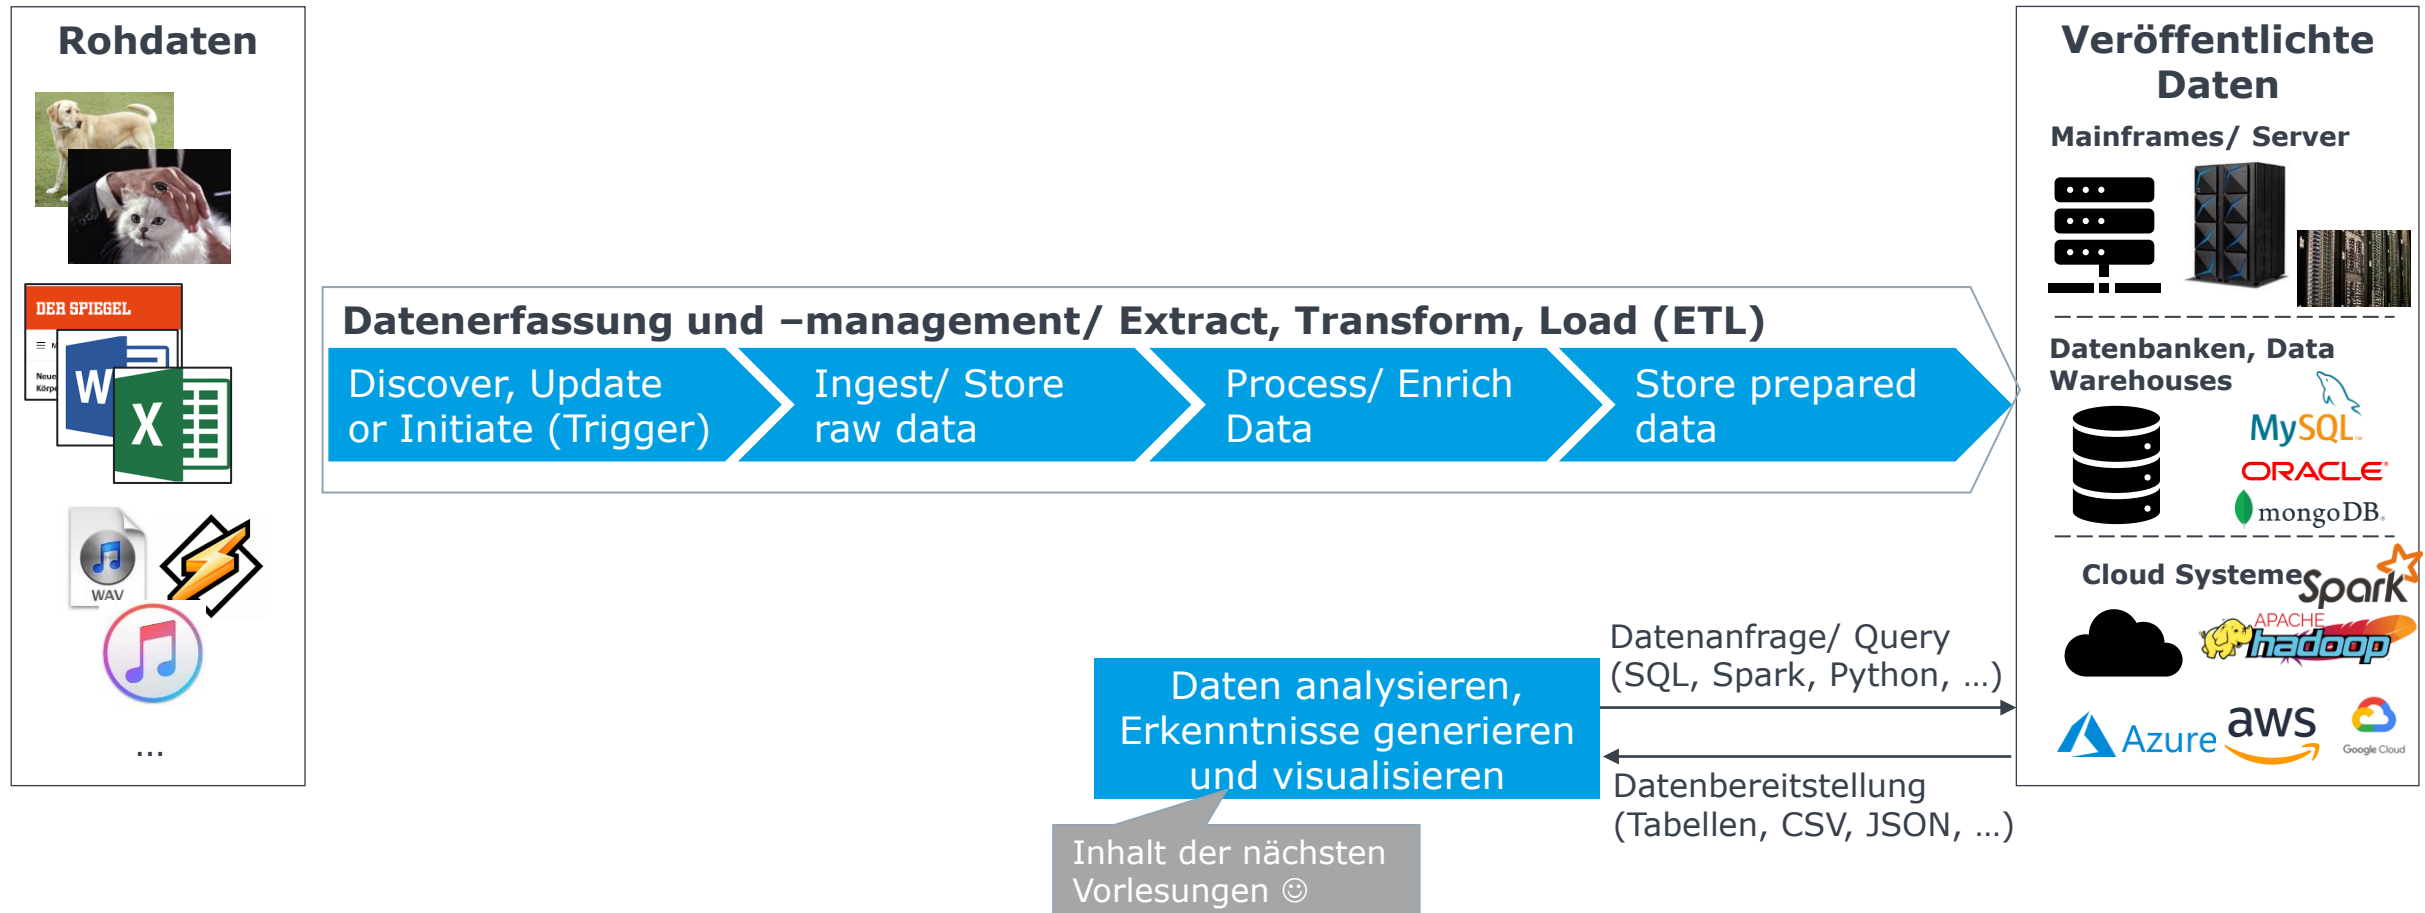 Rohdaten
DER SPIEGEL
Neue
Körpe
W
X
WAV
...
Datenerfassung und –management/ Extract, Transform, Load (ETL)
Discover, Update
or Initiate (Trigger)
Ingest/ Store
raw data
Process/ Enrich
Data
Store prepared
data
Daten analysieren,
Erkenntnisse generieren
und visualisieren
Inhalt der nächsten
Vorlesungen ☺
Datenanfrage/ Query
(SQL, Spark, Python, …)
Datenbereitstellung
(Tabellen, CSV, JSON, …)
Veröffentlichte
Daten
Mainframes/ Server
Datenbanken, Data
Warehouses
MySQL™
ORACLE®
mongoDB®
Cloud Systeme
Spark
APACHE
hadoop
Azure
aws
Google Cloud